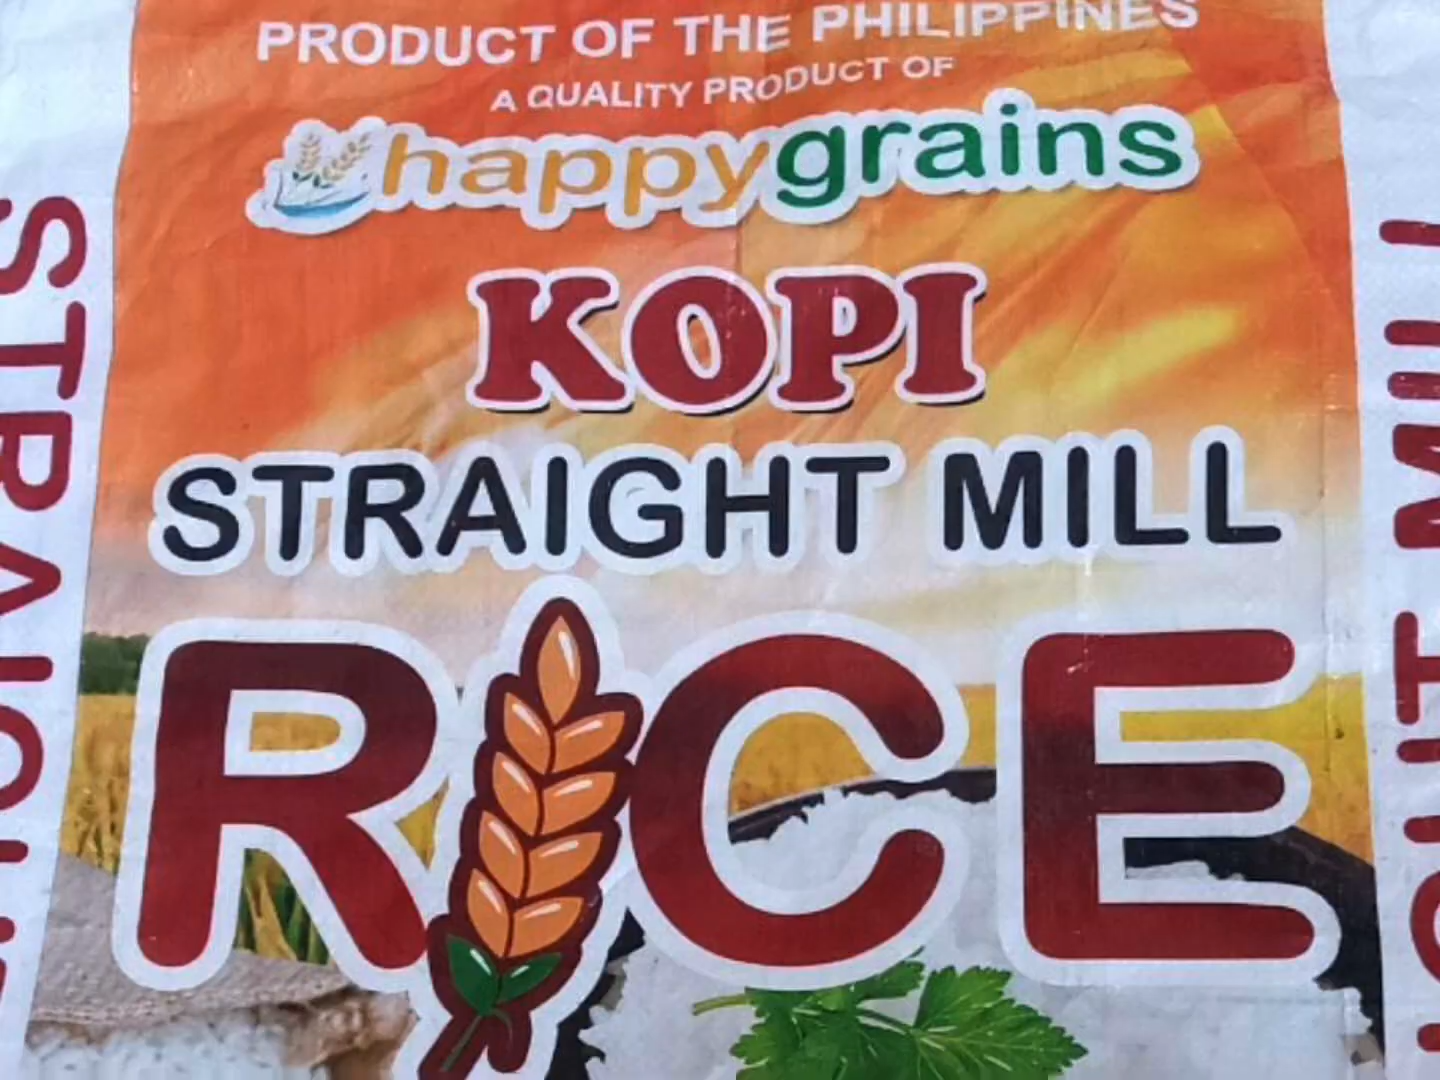 PRODUCT OF THE PHILIPPINES
A QUALITY PRODUCT OF
happygrains
KOPI
STRAIGHT MILL
RICE